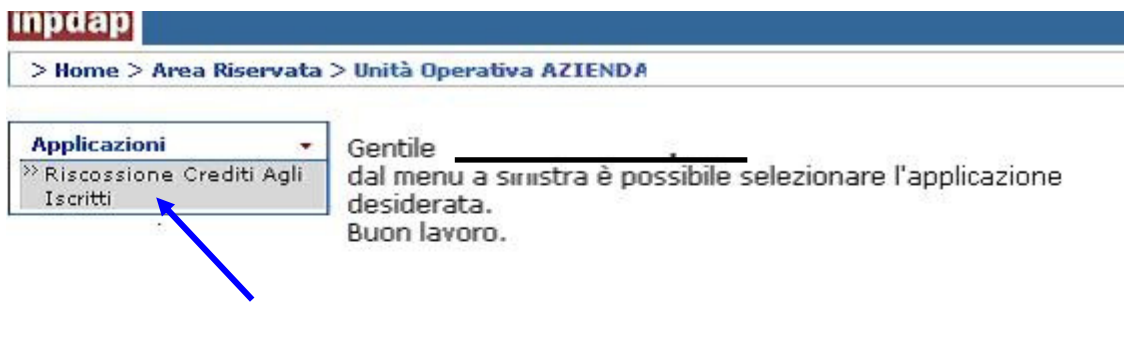 inpdap
> Home > Area Riservata > Unità Operativa AZIENDA
Applicazioni
>> Riscossione Crediti Agli
Iscritti
Gentile
dal menu a sinistra è possibile selezionare l'applicazione
desiderata.
Buon lavoro.